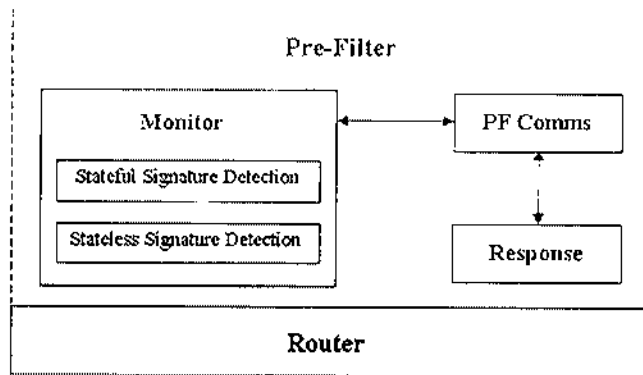 Pre-Filter
Monitor
PF Comms
Stateful Signature Detection
Stateless Signature Detection
Response
Router